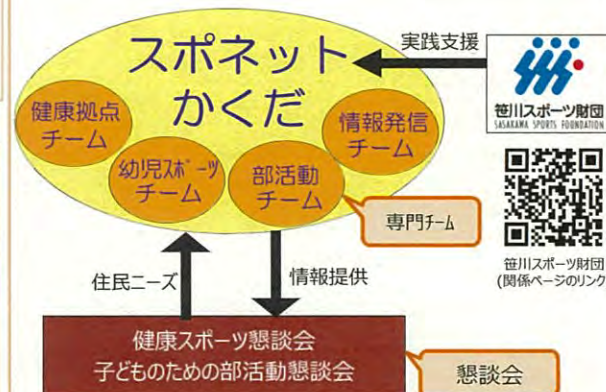 スポネット
かくだ
健康拠点
チーム
幼児ｽﾎﾟｰﾂ
チーム
部活動
チーム
情報発信
チーム
専門ﾁｰﾑ
実践支援
笹川スポーツ財団
SASAKAWA SPORTS FOUNDATION
笹川スポーツ財団
(関係ページのリンク
住民ニーズ
情報提供
健康スポーツ懇談会
子どものための部活動懇談会
懇談会